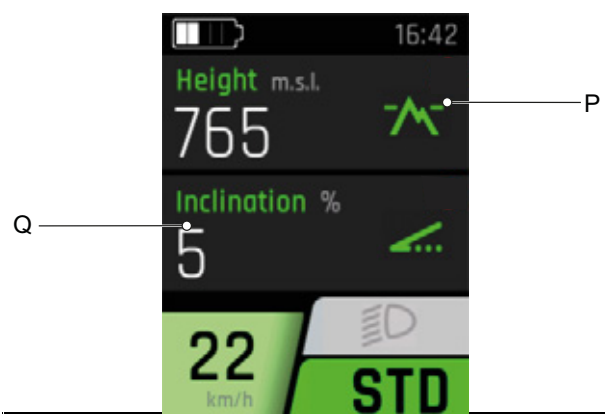 16:42
Height m.s.l.
765
P
Inclination %
Q
5
22
km/h
STD